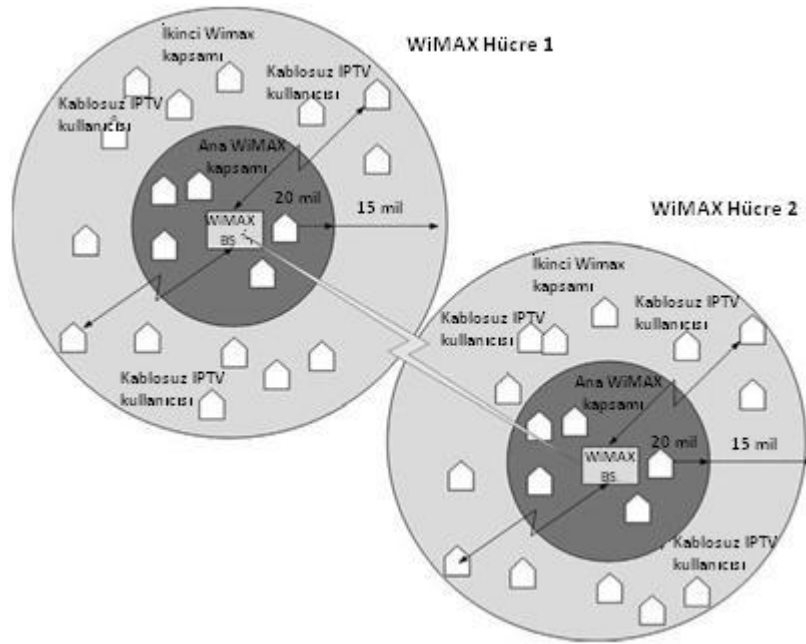 İkinci Wimax
kapsamı
WiMAX Hücre 1
Kablosuz IPTV
kullanıcısı
Kablosuz IPTV
kullanıcısı
Ana WiMAX
kapsamı
20 mil
15 mil
WiMAX
BS
Kablosuz IPTV
kullanıcısı
WiMAX Hücre 2
İkinci Wimax
kapsamı
Kablosuz IPTV
kullanıcısı
Kablosuz IPTV
kullanıcısı
Ana WiMAX
kapsamı
20 mil
15 mil
WiMAX
BS
Kablosuz IPTV
kullanıcısı